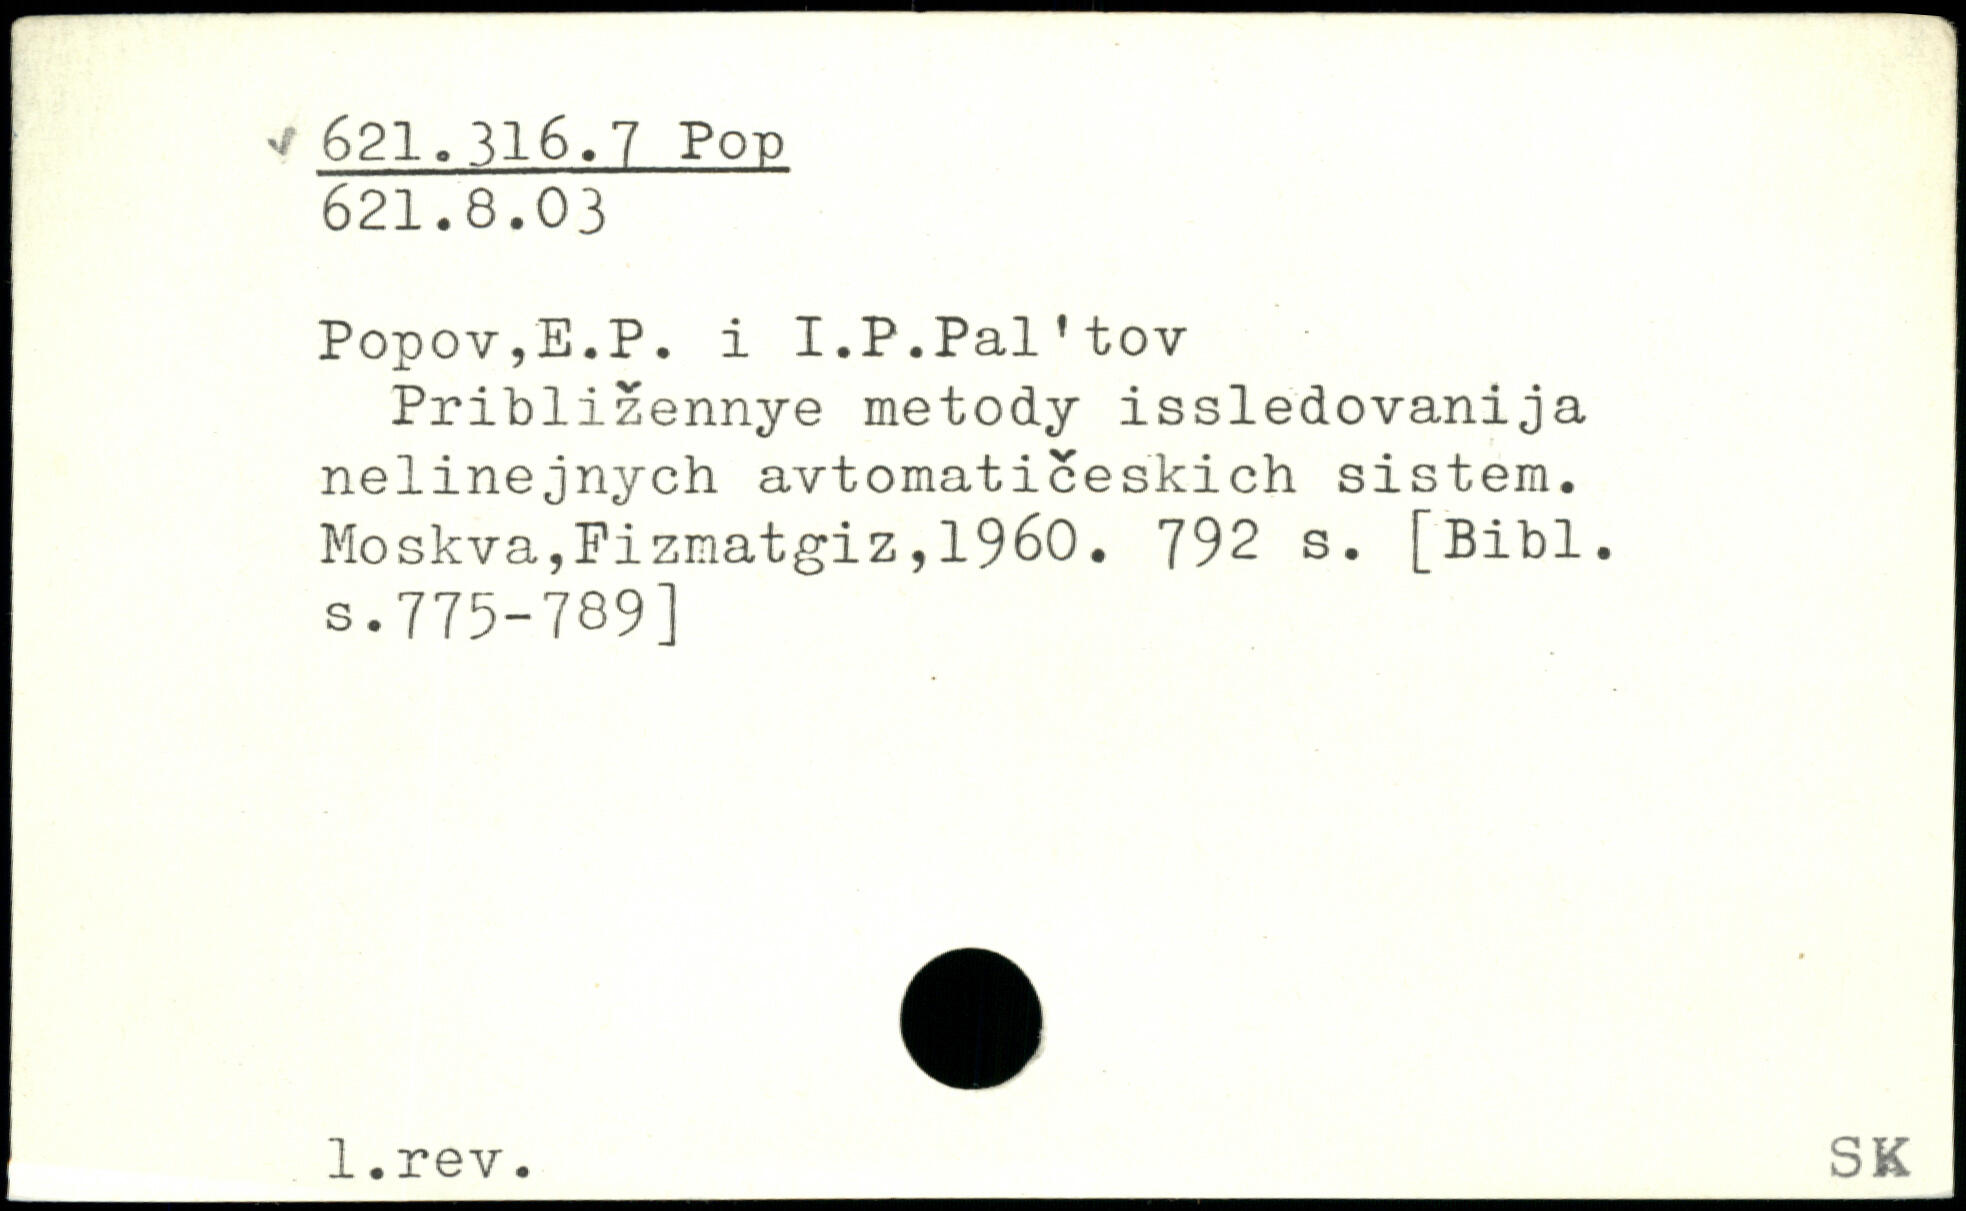 621.316.7 Pop
621.8.03
Popov,E.P. i I.P.Pal'tov
Približennye metody issledovanija
nelinejnych avtomatičeskich sistem.
Moskva,Fizmatgiz,1960. 792 s. [Bibl.
s.775-789]
1.rev.
SK